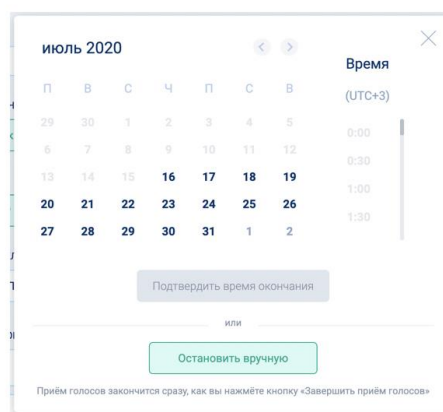 июль 2020
Время
(UTC+3)
П В С Ч П С В
29 30 1 2 3 4 5
6 7 8 9 10 11 12
13 14 15 16 17 18 19
20 21 22 23 24 25 26
27 28 29 30 31 1 2
0:00
0:30
1:00
1:30
Подтвердить время окончания
или
Остановить вручную
Приём голосов закончится сразу, как вы нажмёте кнопку «Завершить приём голосов»